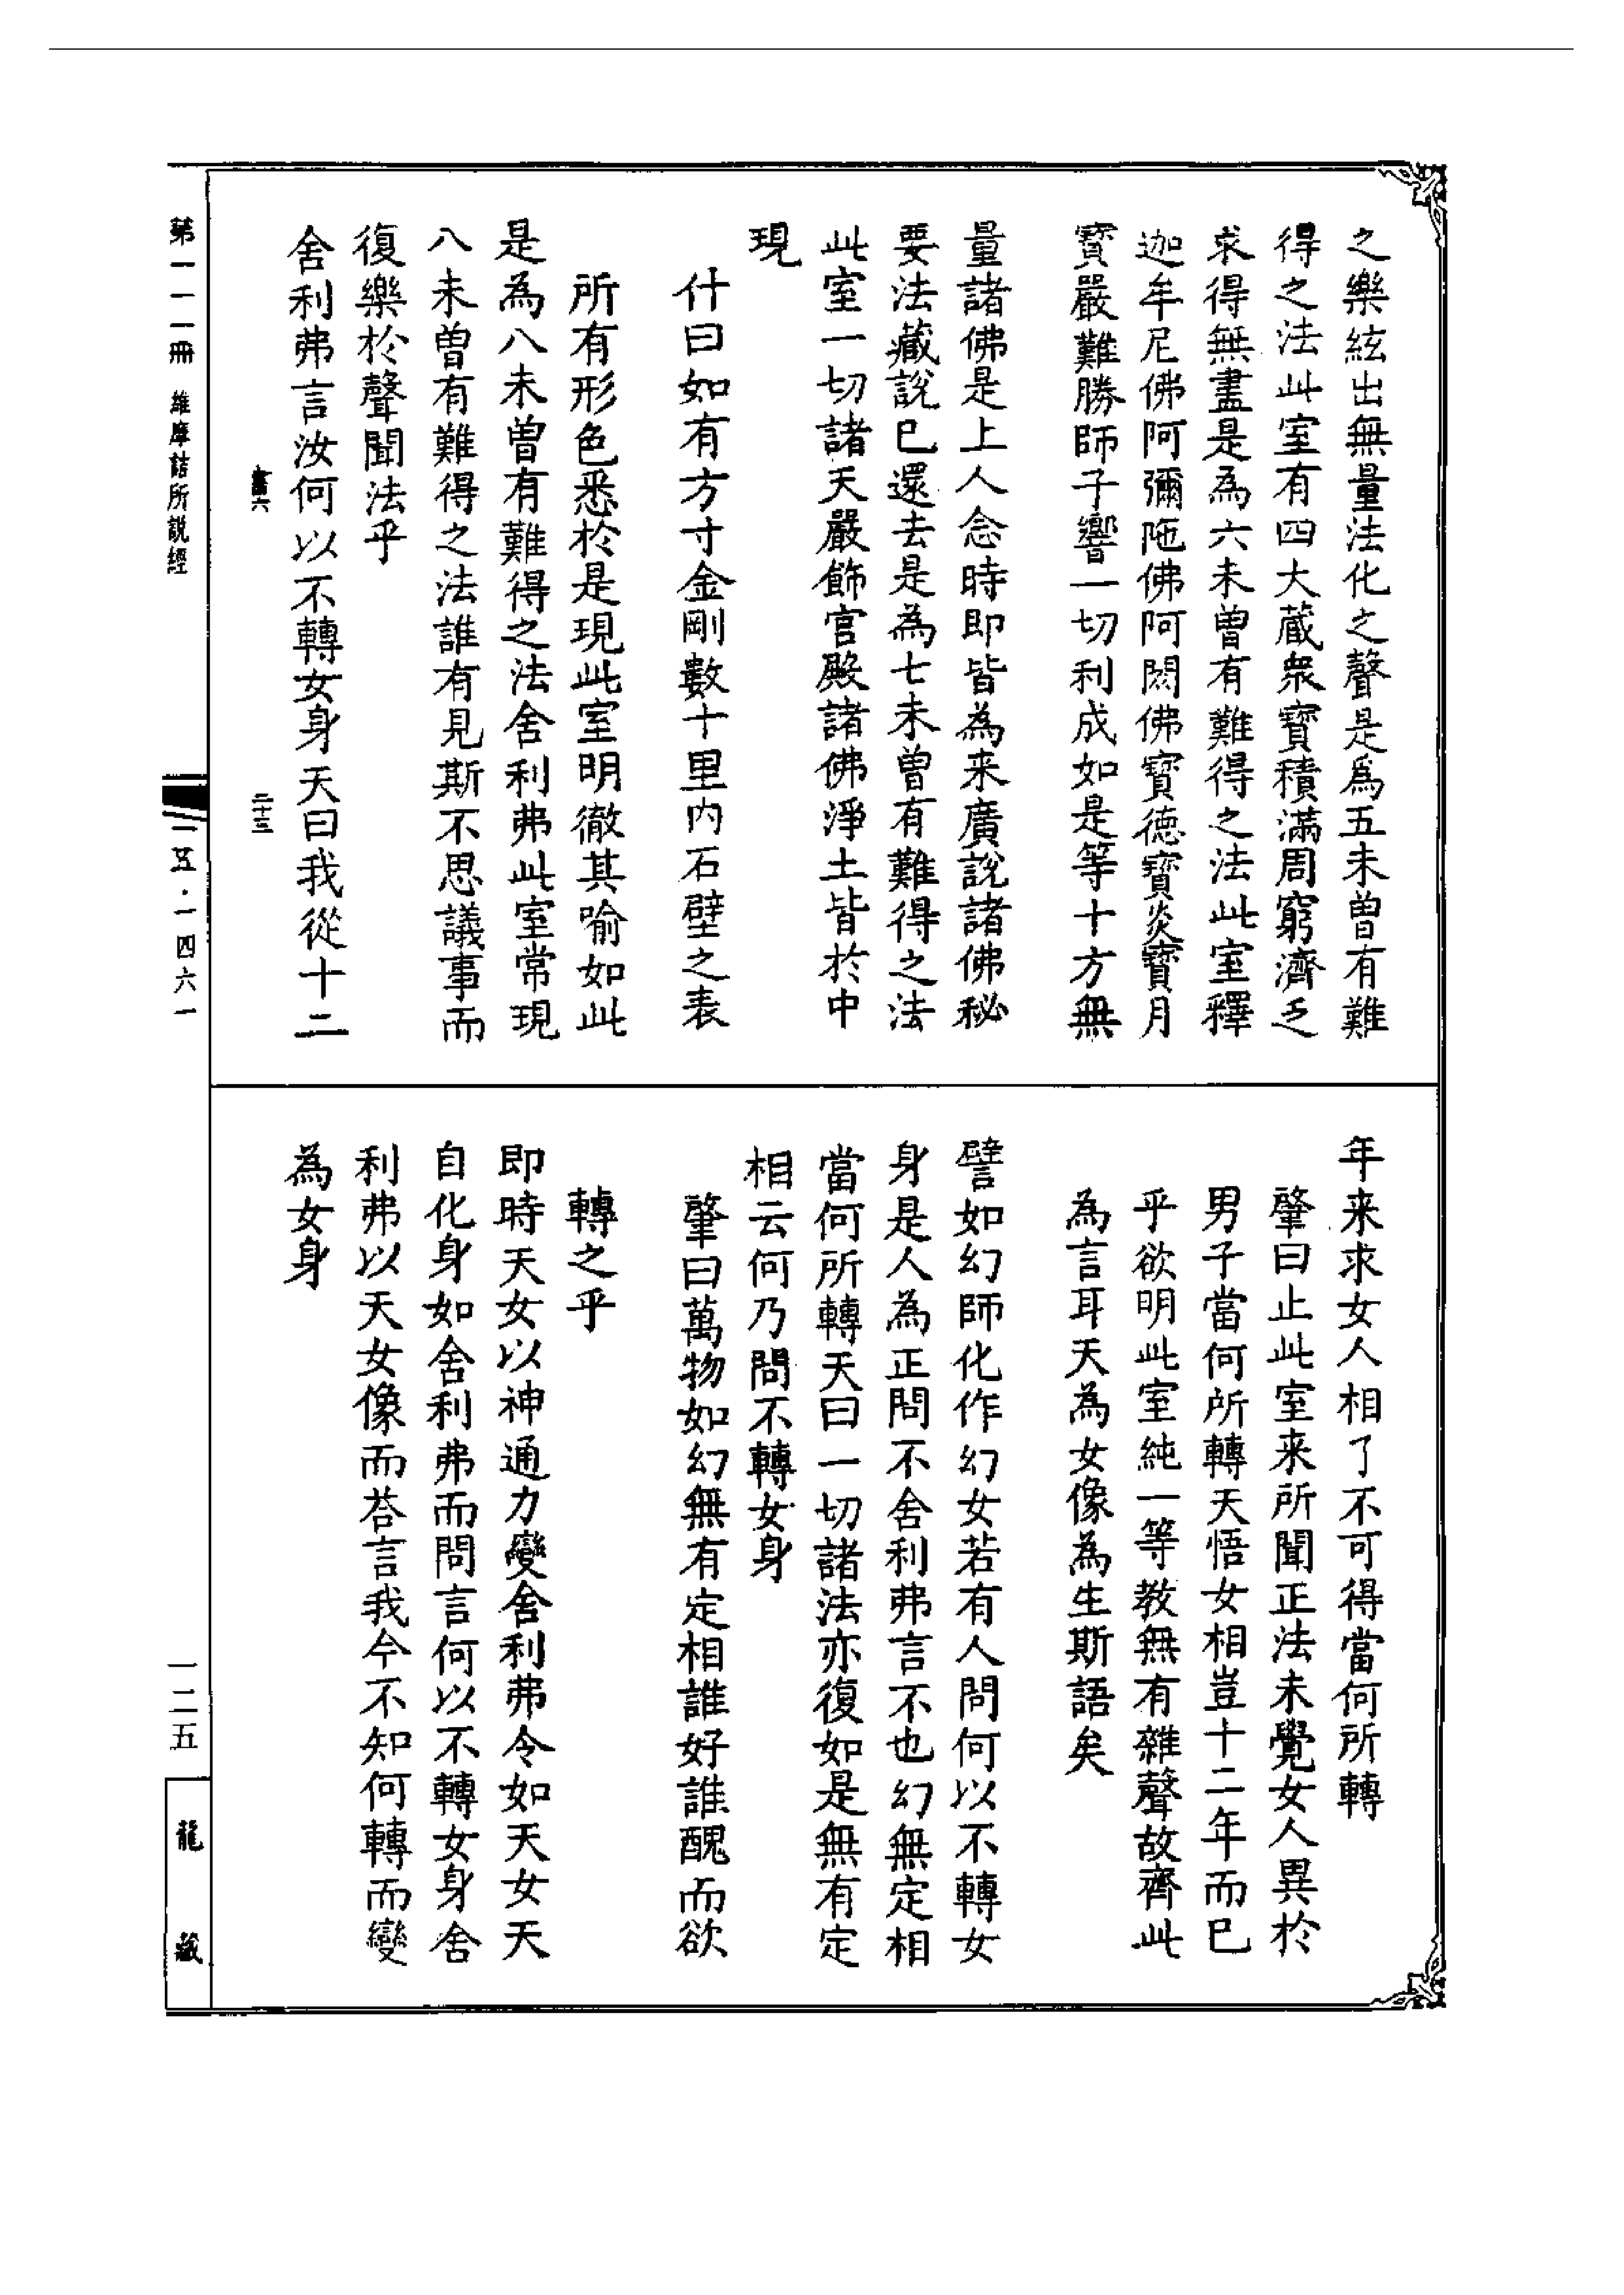 之樂絃出無量法化之聲是爲五未曽有難
得之法此室有四大藏衆寶積滿周窮濟乏
求得無盡是為六未曽有難得之法此室釋
迦牟尼佛阿彌陁佛阿閦佛寶德寶炎寶月
寶嚴難勝師子響一切利成如是等十方無
量諸佛是上人念時即皆為来廣說諸佛秘
要法藏說已還去是為七未曽有難得之法
此室一切諸天嚴飾宫殿諸佛淨土皆於中
現
什曰如有方寸金剛數十里内石壁之表
所有形色悉於是現此室明徹其喻如此
是為八未曽有難得之法舍利弗此室常現
八未曽有難得之法誰有見斯不思議事而
復樂於聲聞法乎
舍利弗言汝何以不轉女身天曰我從十二
二十三
年来求女人相了不可得當何所轉
肇曰止此室来所聞正法未覺女人異於
男子當何所轉天悟女相豈十二年而已
乎欲明此室純一等教無有雜聲故齊此
為言耳天為女像為生斯語矣
譬如幻師化作幻女若有人問何以不轉女
身是人為正問不舍利弗言不也幻無定相
當何所轉天曰一切諸法亦復如是無有定
相云何乃問不轉女身
肇曰萬物如幻無有定相誰好誰醜而欲
轉之乎
即時天女以神通力變舍利弗令如天女天
自化身如舍利弗而問言何以不轉女身舍
利弗以天女像而荅言我今不知何轉而變
為女身
第一一一冊 維摩詰所説經
一五·一四六一
一二五
龍藏